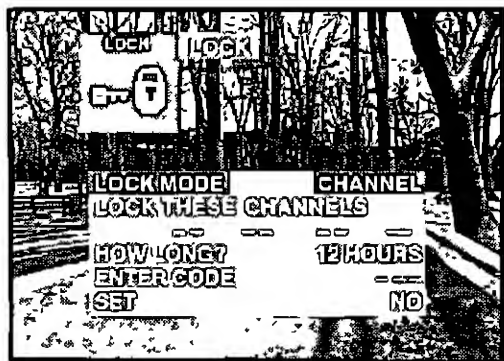 LOCK LOCK
LOCK MODE CHANNEL
LOCK THESE CHANNELS
-- -- -- --
HOW LONG? 12 HOURS
ENTER CODE ---
SET NO